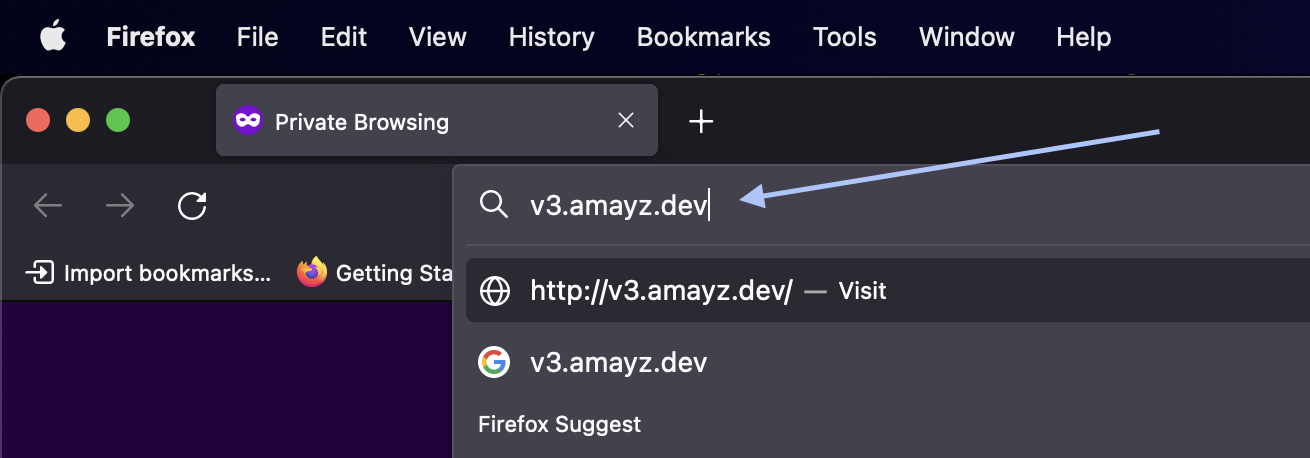 Firefox File Edit View History Bookmarks Tools Window Help
Private Browsing
v3.amayz.dev
Import bookmarks... Getting Sta
http://v3.amayz.dev/ — Visit
v3.amayz.dev
Firefox Suggest